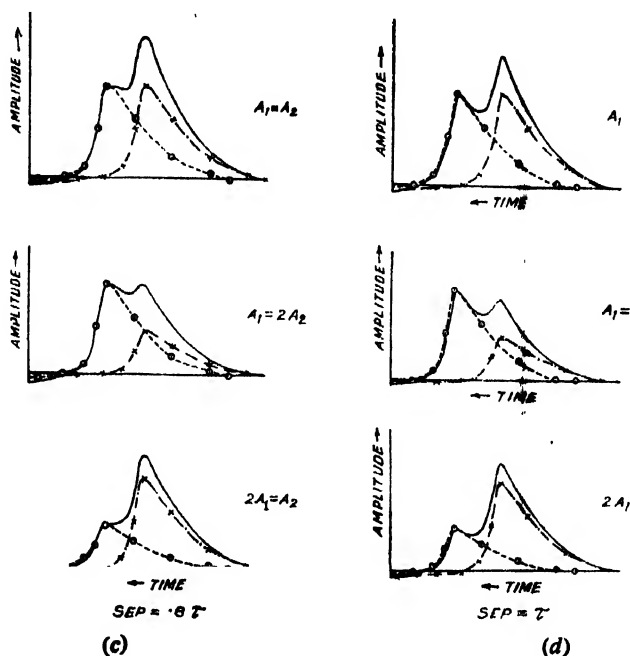 AMPLITUDE →
A₁ = A₂
AMPLITUDE →
A₁ = 2A₂
2A₁ = A₂
← TIME
SEP = ·8 τ
(c)
AMPLITUDE →
A₁
← TIME
AMPLITUDE →
A₁ =
← TIME
AMPLITUDE →
2A₁
← TIME
SEP = τ
(d)